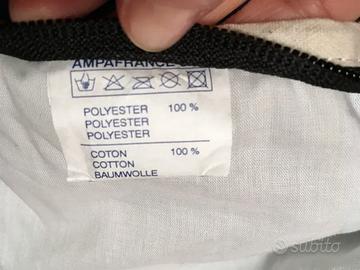 AMPAFRANCE
POLYESTER 100 %
POLYESTER
POLYESTER
COTON 100 %
COTTON
BAUMWOLLE
subito